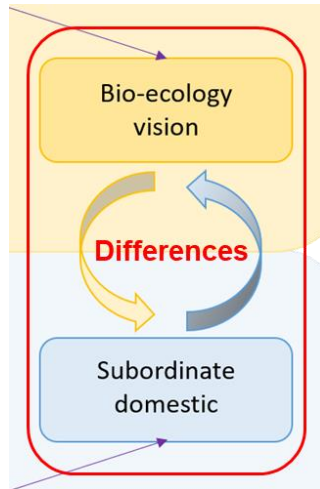 Bio-ecology
vision
Differences
Subordinate
domestic